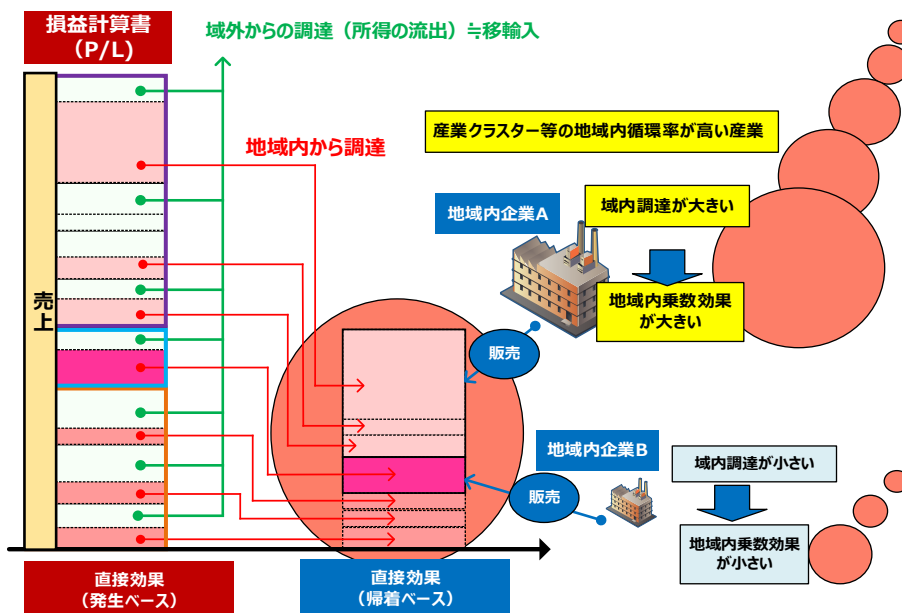 損益計算書
(P/L)
域外からの調達(所得の流出)≒移輸入
地域内から調達
産業クラスター等の地域内循環率が高い産業
地域内企業A
域内調達が大きい
売上
地域内乗数効果
が大きい
販売
地域内企業B
域内調達が小さい
販売
地域内乗数効果
が小さい
直接効果
(発生ベース)
直接効果
(帰着ベース)